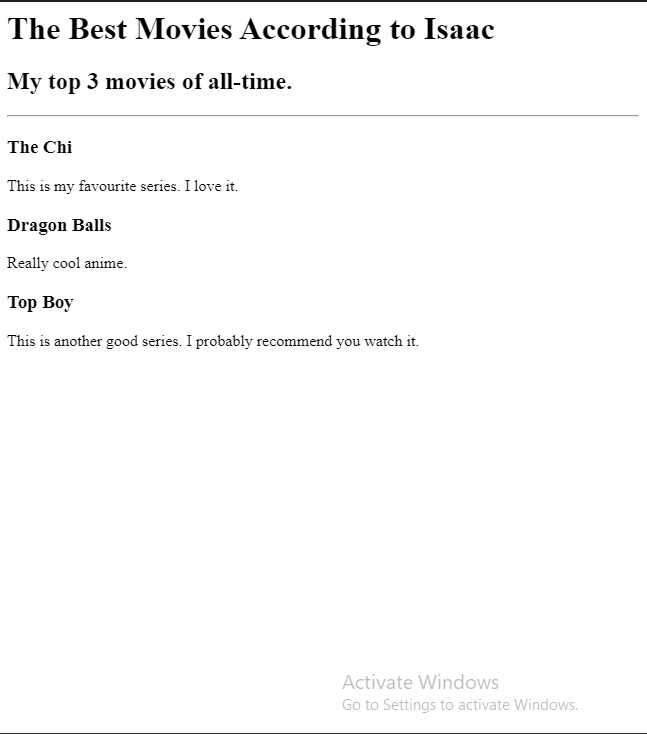 The Best Movies According to Isaac
My top 3 movies of all-time.
The Chi
This is my favourite series. I love it.
Dragon Balls
Really cool anime.
Top Boy
This is another good series. I probably recommend you watch it.
Activate Windows
Go to Settings to activate Windows.